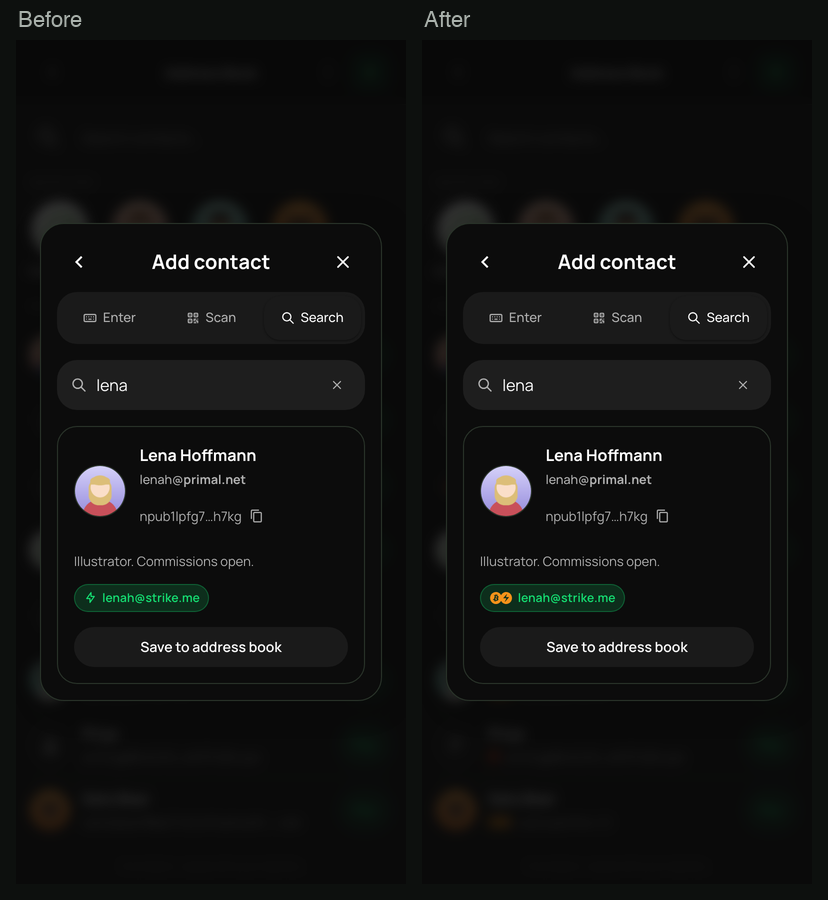 Before
After
Add contact
Enter Scan Search
lena
Lena Hoffmann
lenah@primal.net
npub1lpfg7...h7kg
Illustrator. Commissions open.
lenah@strike.me
Save to address book
Add contact
Enter Scan Search
lena
Lena Hoffmann
lenah@primal.net
npub1lpfg7...h7kg
Illustrator. Commissions open.
lenah@strike.me
Save to address book